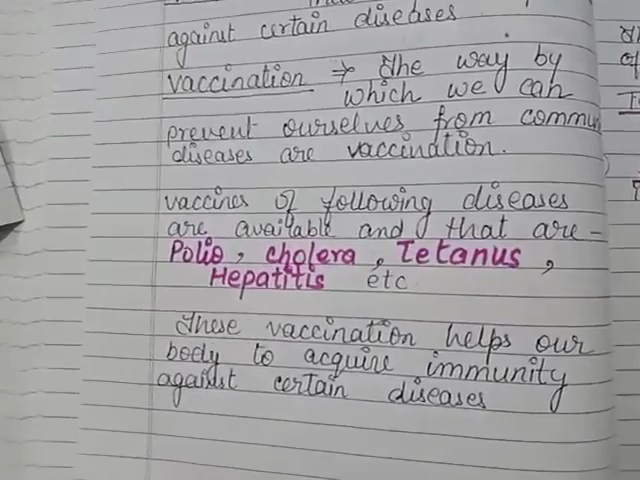 against certain diseases
vaccination ⇒ The way by
which we can
prevent ourselves from commun
diseases are vaccination.
vaccines of following diseases
are available and that are -
Polio, cholera, Tetanus,
Hepatitis etc
These vaccination helps our
body to acquire immunity
against certain diseases